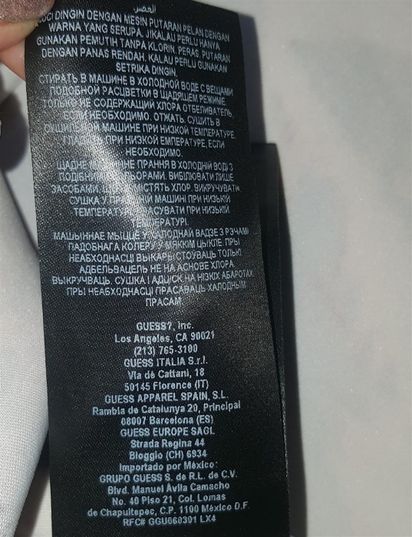 العصر
CUCI DINGIN DENGAN MESIN PUTARAN PELAN DENGAN
WARNA YANG SERUPA. JIKALAU PERLU HANYA
GUNAKAN PEMUTIH TANPA KLORIN. PERAS. PUTARAN
DENGAN PANAS RENDAH. KALAU PERLU GUNAKAN
SETRIKA DINGIN.
СТИРАТЬ В МАШИНЕ В ХОЛОДНОЙ ВОДЕ С ВЕЩАМИ
ПОДОБНОЙ РАСЦВЕТКИ В ЩАДЯЩЕМ РЕЖИМЕ.
ТОЛЬКО НЕ СОДЕРЖАЩИЙ ХЛОРА ОТБЕЛИВАТЕЛЬ,
ЕСЛИ НЕОБХОДИМО. ОТЖАТЬ. СУШИТЬ В
СУШИЛЬНОЙ МАШИНЕ ПРИ НИЗКОЙ ТЕМПЕРАТУРЕ.
ГЛАДИТЬ ПРИ НИЗКОЙ ЕМПЕРАТУРЕ, ЕСЛИ
НЕОБХОДИМО.
ЩАДНЕ МАШИННЕ ПРАННЯ В ХОЛОДНІЙ ВОДІ З
ПОДІБНИМИ КОЛЬОРАМИ. ВИБІЛЮВАТИ ЛИШЕ
ЗАСОБАМИ, ЩО НЕ МІСТЯТЬ ХЛОР. ВИКРУЧУВАТИ.
СУШКА У ПРАЛЬНІЙ МАШИНІ ПРИ НИЗЬКІЙ
ТЕМПЕРАТУРІ. ПРАСУВАТИ ПРИ НИЗЬКІЙ
ТЕМПЕРАТУРІ.
МАШЫННАЕ МЫЦЦЁ У ХАЛОДНАЙ ВАДЗЕ З РЭЧАМІ
ПАДОБНАГА КОЛЕРУ Ў МЯККІМ ЦЫКЛЕ. ПРЫ
НЕАБХОДНАСЦІ ВЫКАРЫСТОУВАЦЬ ТОЛЬКІ
АДБЕЛЬВАЦЕЛЬ НЕ НА АСНОВЕ ХЛОРА.
ВЫКРУЧВАЦЬ. СУШКА І АДЦІСК НА НІЗКІХ АБАРОТАХ.
ПРЫ НЕАБХОДНАСЦІ ПРАСАВАЦЬ ХАЛОДНЫМ
ПРАСАМ.
GUESS?, Inc.
Los Angeles, CA 90021
(213) 765-3100
GUESS ITALIA S.r.l.
Via de Cattani, 18
50145 Florence (IT)
GUESS APPAREL SPAIN, S.L.
Rambla de Catalunya 20, Principal
08007 Barcelona (ES)
GUESS EUROPE SAGL
Strada Regina 44
Bioggio (CH) 6934
Importado por México:
GRUPO GUESS S. de R.L. de C.V.
Blvd. Manuel Ávila Camacho
No. 40 Piso 21, Col. Lomas
de Chapultepec, C.P. 1100 México D.F.
RFC# GGU060301 LX4